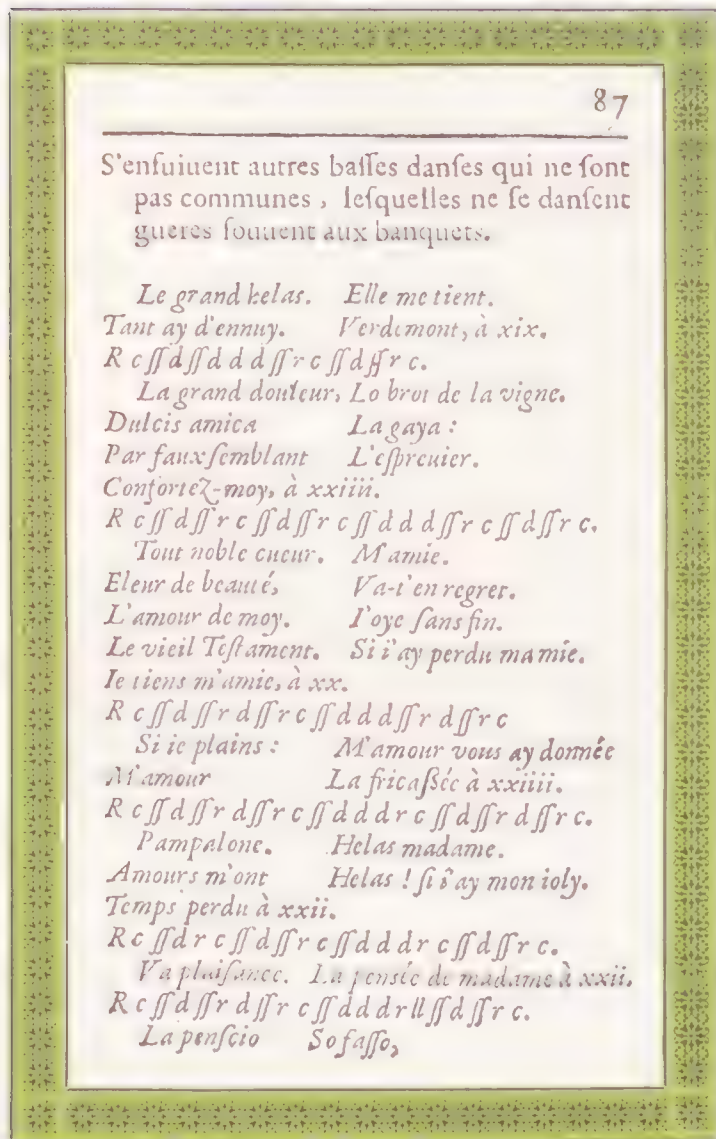 87
S'enſuiuent autres baſſes danſes qui ne ſont
pas communes , leſquelles ne ſe danſent
gueres ſouuent aux banquets.
Le grand helas. Elle me tient.
Tant ay d'ennuy. Verdemont, à xix.
R c ſſ d ſſ d d d ſſ r c ſſ d ſſ r c.
La grand douleur, Lo brot de la vigne.
Dulcis amica La gaya :
Par faux ſemblant L'eſpreuier.
Confortez-moy, à xxiiii.
R c ſſ d ſſ r c ſſ d ſſ r c ſſ d d d ſſ r c ſſ d ſſ r c.
Tout noble cueur. M'amie.
Eleur de beauté, Va-t'en regret.
L'amour de moy. I'oye ſans fin.
Le vieil Teſtament. Si i'ay perdu ma mie.
Ie tiens m'amie, à xx.
R c ſſ d ſſ r d ſſ r c ſſ d d d ſſ r d ſſ r c
Si ie plains : M'amour vous ay donnée
M'amour La fricaßée à xxiiii.
R c ſſ d ſſ r d ſſ r c ſſ d d d r c ſſ d ſſ r d ſſ r c.
Pampalone. Helas madame.
Amours m'ont Helas ! ſi i'ay mon ioly.
Temps perdu à xxii.
R c ſſ d r c ſſ d ſſ r c ſſ d d d r c ſſ d ſſ r c.
Va plaiſance. La penſée de madame à xxii.
R c ſſ d ſſ r d ſſ r c ſſ d d d r ll ſſ d ſſ r c.
La penſcio So faſſo,